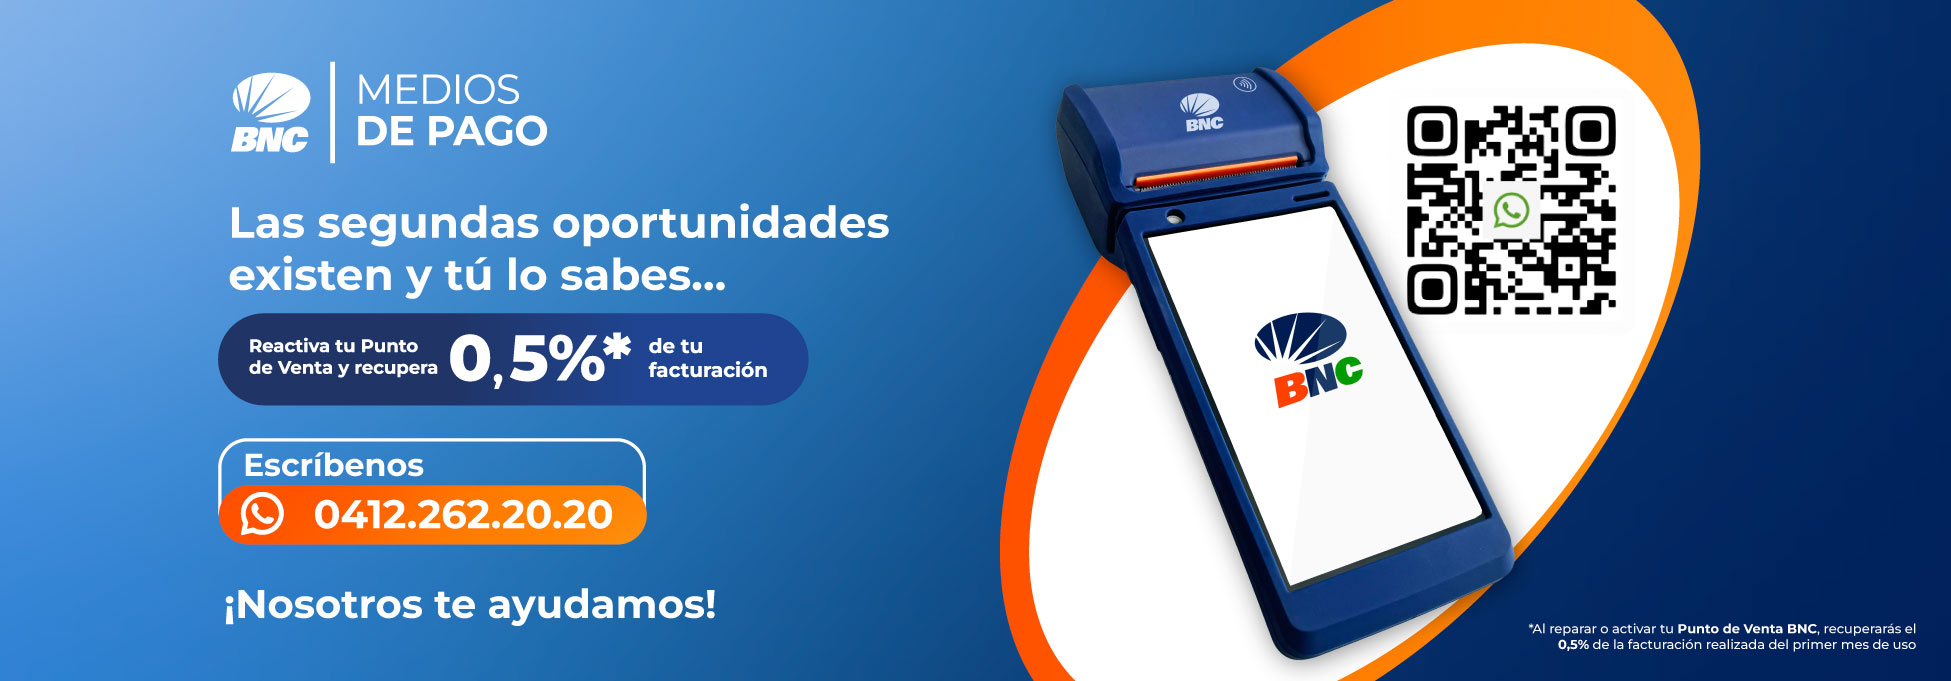 BNC
MEDIOS
DE PAGO
Las segundas oportunidades
existen y tú lo sabes...
Reactiva tu Punto
de Venta y recupera
0,5%*
de tu
facturación
Escríbenos
0412.262.20.20
¡Nosotros te ayudamos!
BNC
BNC
*Al reparar o activar tu Punto de Venta BNC, recuperarás el
0,5% de la facturación realizada del primer mes de uso